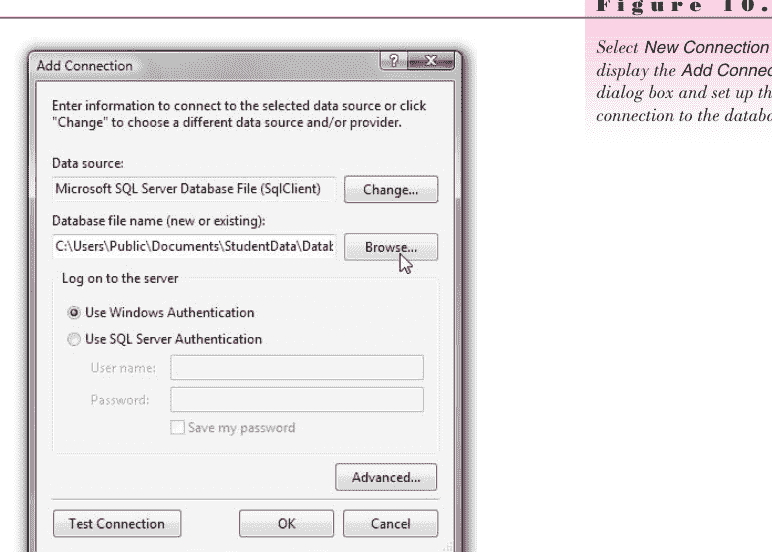 Figure 10.
Select New Connection
display the Add Connec
dialog box and set up th
connection to the databa
Add Connection
Enter information to connect to the selected data source or click
"Change" to choose a different data source and/or provider.
Data source:
Microsoft SQL Server Database File (SqlClient)
Change...
Database file name (new or existing):
C:\Users\Public\Documents\StudentData\Datab
Browse...
Log on to the server
Use Windows Authentication
Use SQL Server Authentication
User name:
Password:
Save my password
Advanced...
Test Connection
OK
Cancel